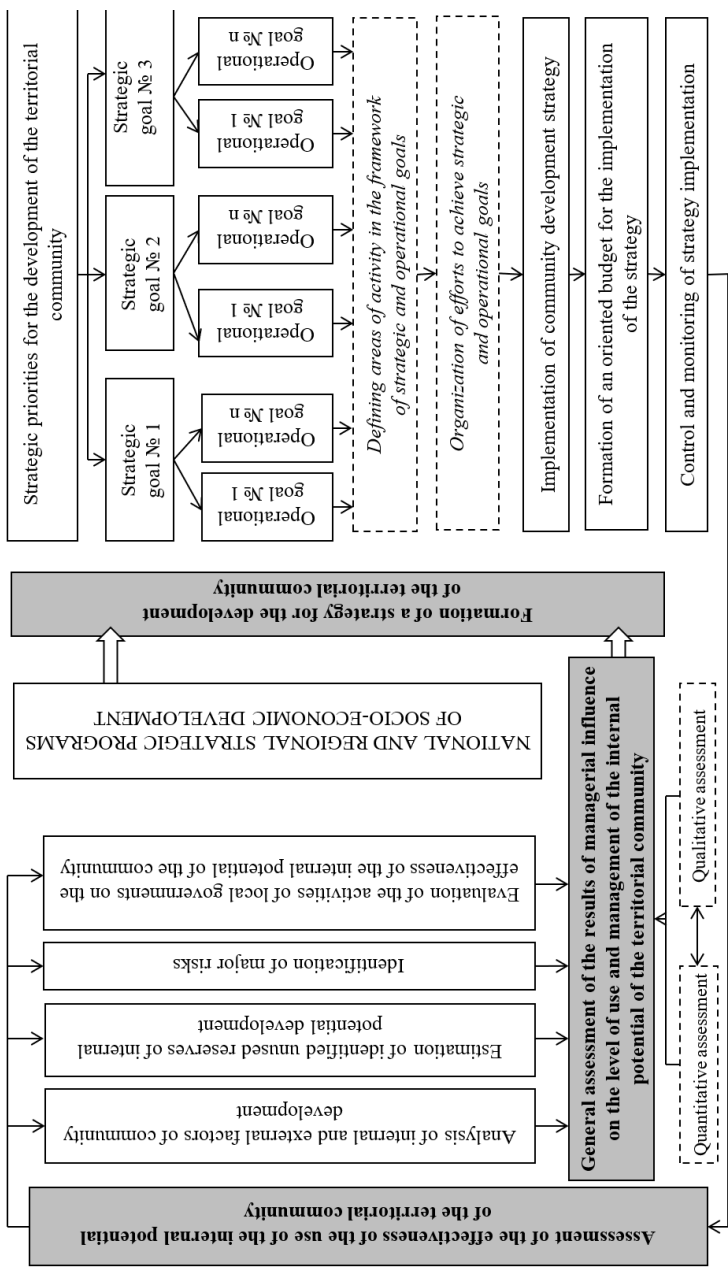 Assessment of the effectiveness of the use of the internal potential
of the territorial community
Analysis of internal and external factors of community
development
Estimation of identified unused reserves of internal
potential development
Identification of major risks
Evaluation of the activities of local governments on the
effectiveness of the internal potential of the community
General assessment of the results of managerial influence
on the level of use and management of the internal
potential of the territorial community
Quantitative assessment
Qualitative assessment
NATIONAL AND REGIONAL STRATEGIC PROGRAMS
OF SOCIO-ECONOMIC DEVELOPMENT
Formation of a strategy for the development
of the territorial community
Strategic priorities for the development of the territorial
community
Strategic
goal № 1
Strategic
goal № 2
Strategic
goal № 3
Operational
goal № 1
Operational
goal № n
Operational
goal № 1
Operational
goal № n
Operational
goal № 1
Operational
goal № n
Defining areas of activity in the framework
of strategic and operational goals
Organization of efforts to achieve strategic
and operational goals
Implementation of community development strategy
Formation of an oriented budget for the implementation
of the strategy
Control and monitoring of strategy implementation